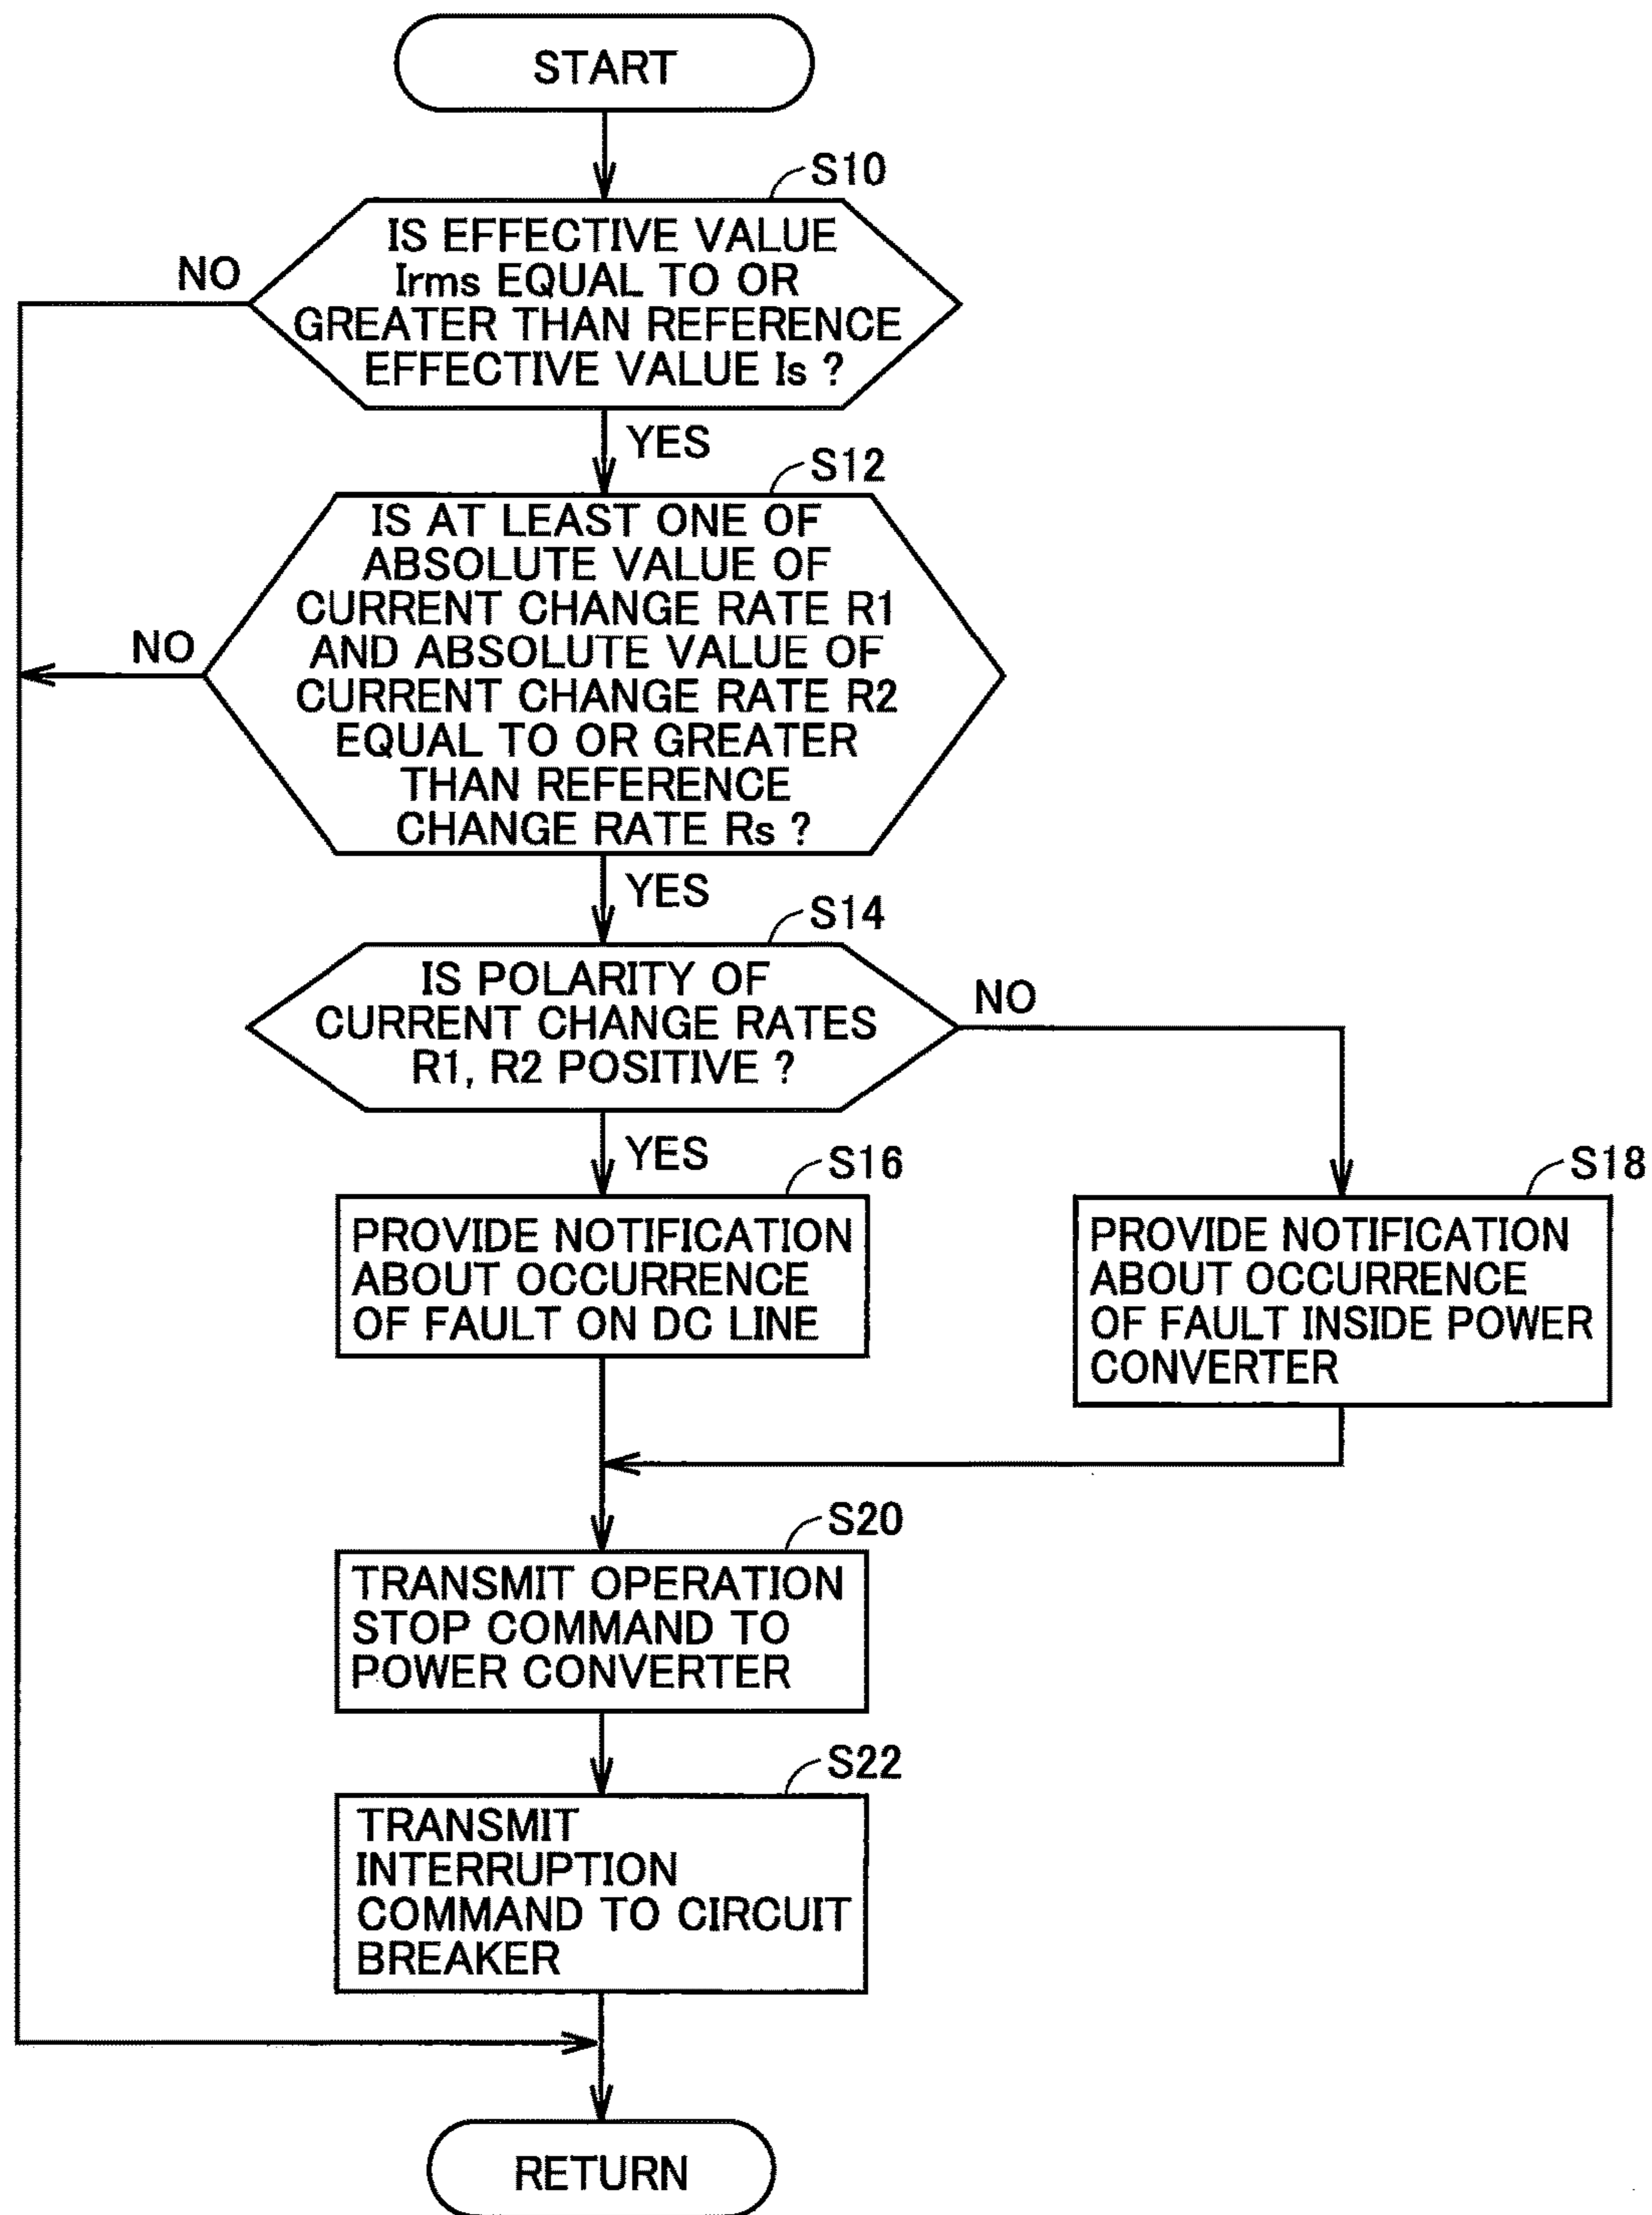 START
S10
IS EFFECTIVE VALUE
Irms EQUAL TO OR
GREATER THAN REFERENCE
EFFECTIVE VALUE Is ?
NO
YES
S12
IS AT LEAST ONE OF
ABSOLUTE VALUE OF
CURRENT CHANGE RATE R1
AND ABSOLUTE VALUE OF
CURRENT CHANGE RATE R2
EQUAL TO OR GREATER
THAN REFERENCE
CHANGE RATE Rs ?
NO
YES
S14
IS POLARITY OF
CURRENT CHANGE RATES
R1, R2 POSITIVE ?
NO
YES
S16
PROVIDE NOTIFICATION
ABOUT OCCURRENCE
OF FAULT ON DC LINE
S18
PROVIDE NOTIFICATION
ABOUT OCCURRENCE
OF FAULT INSIDE POWER
CONVERTER
S20
TRANSMIT OPERATION
STOP COMMAND TO
POWER CONVERTER
S22
TRANSMIT
INTERRUPTION
COMMAND TO CIRCUIT
BREAKER
RETURN